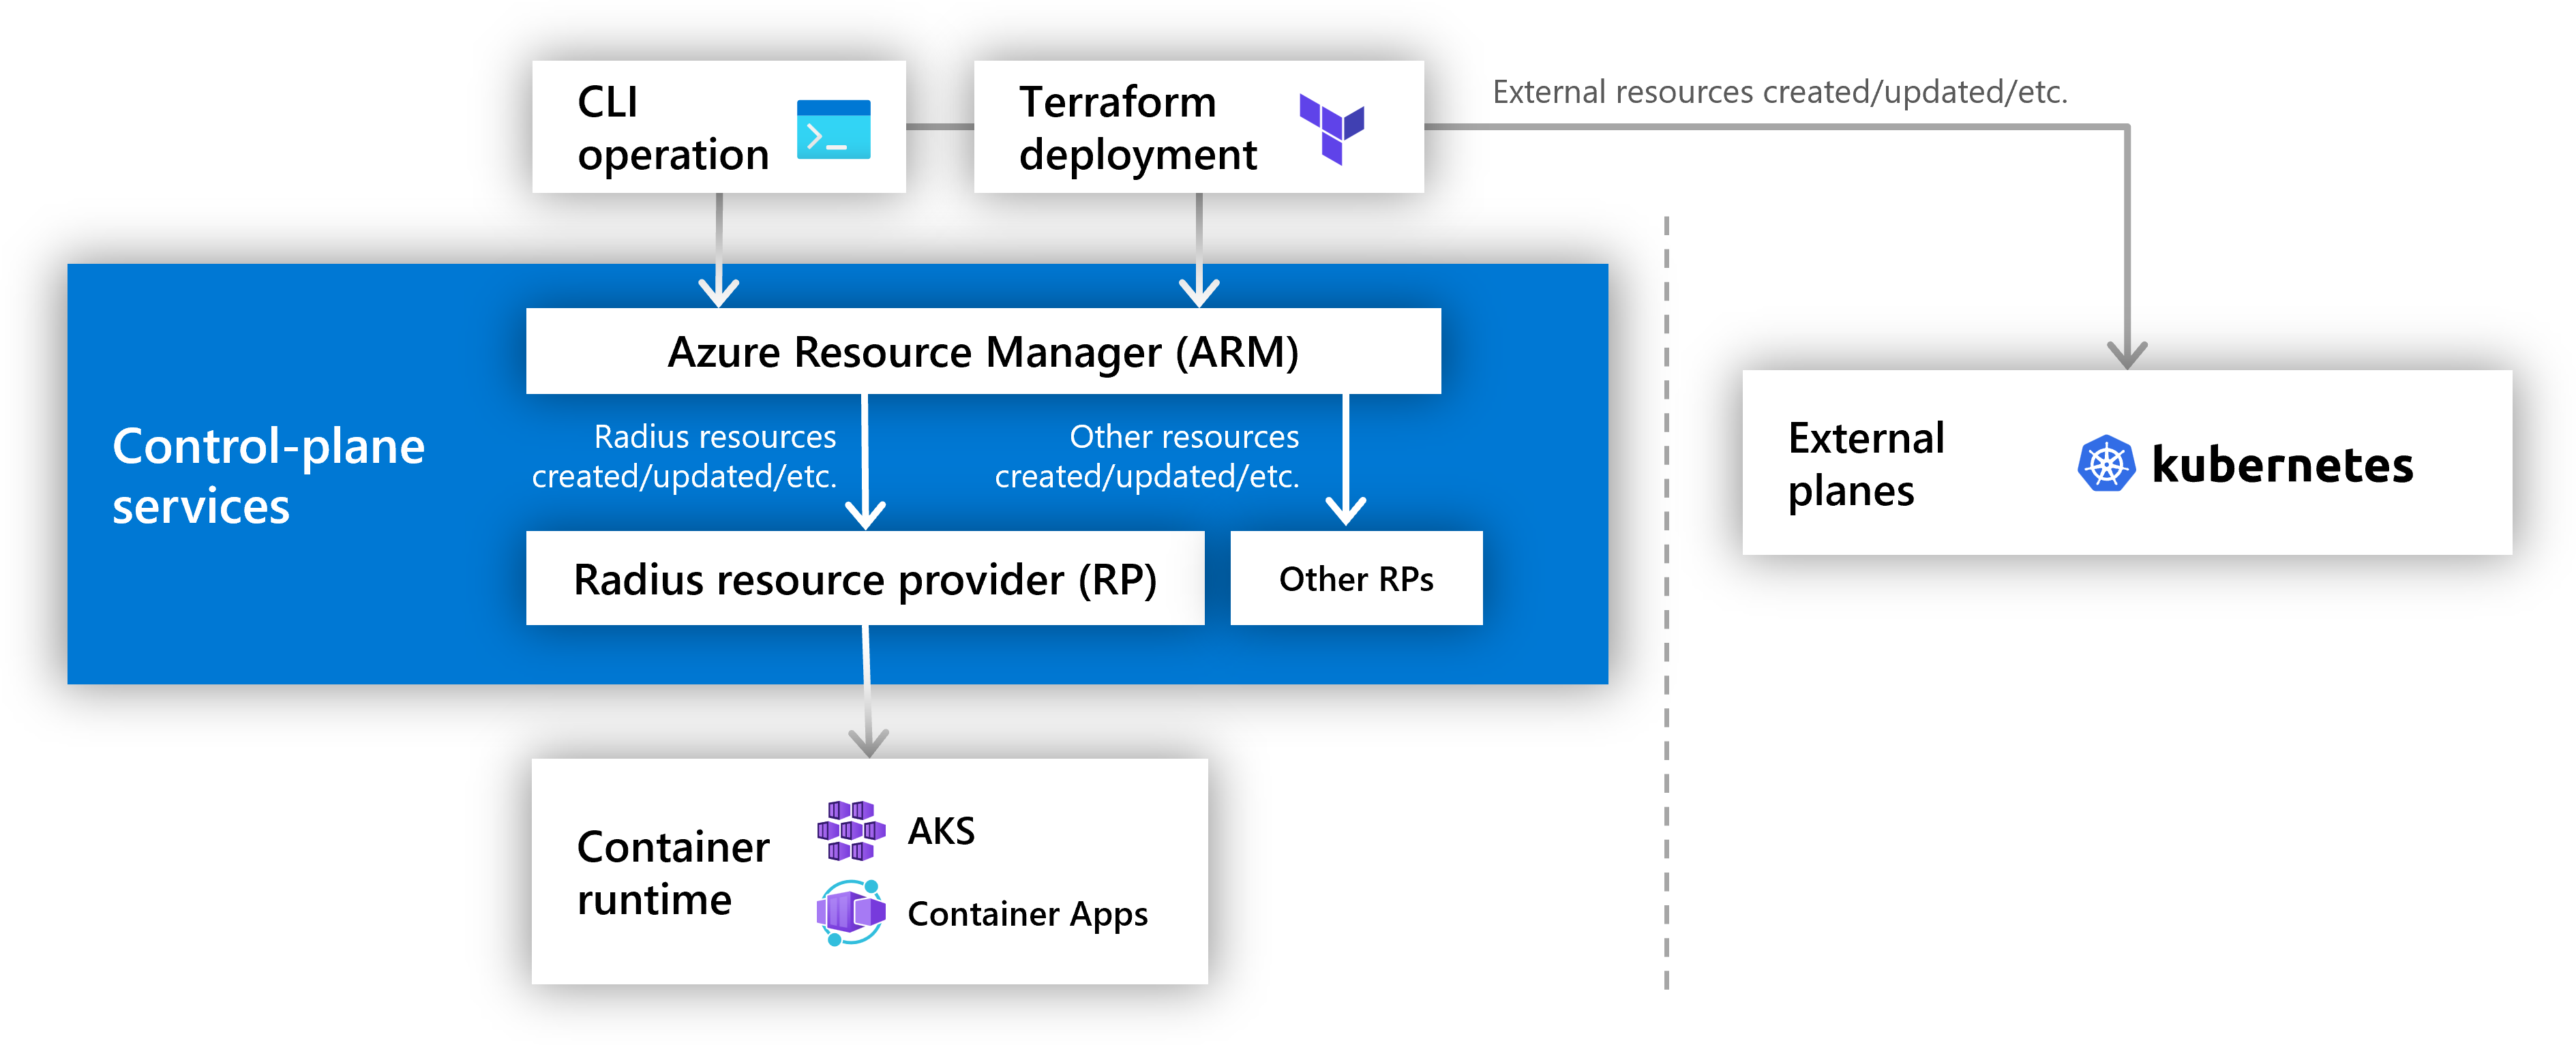 CLI
operation
Terraform
deployment
External resources created/updated/etc.
Azure Resource Manager (ARM)
Control-plane
services
Radius resources
created/updated/etc.
Other resources
created/updated/etc.
External
planes
kubernetes
Radius resource provider (RP)
Other RPs
Container
runtime
AKS
Container Apps